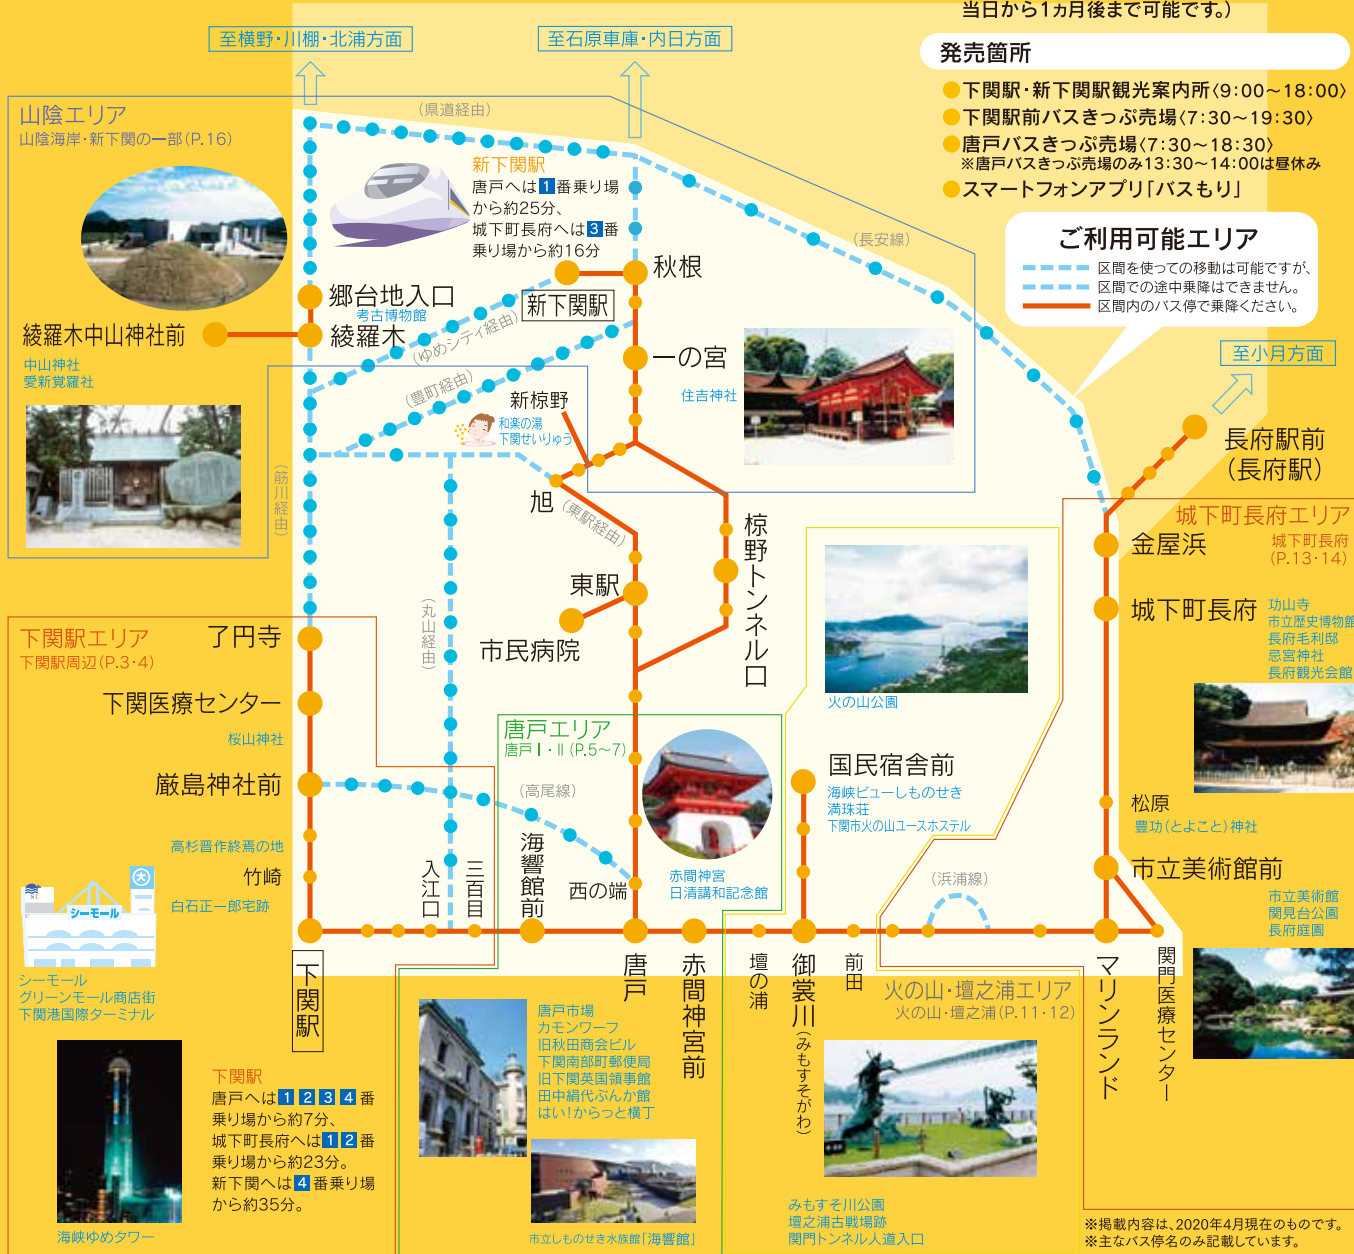 当日から1ヵ月後まで可能です。)
発売箇所
下関駅・新下関駅観光案内所〈9:00〜18:00〉
下関駅前バスきっぷ売場〈7:30〜19:30〉
唐戸バスきっぷ売場〈7:30〜18:30〉
※唐戸バスきっぷ売場のみ13:30〜14:00は昼休み
スマートフォンアプリ「バスもり」
ご利用可能エリア
区間を使っての移動は可能ですが、
区間での途中乗降はできません。
区間内のバス停で乗降ください。
至横野・川棚・北浦方面
至石原車庫・内日方面
至小月方面
山陰エリア
山陰海岸・新下関の一部(P.16)
(県道経由)
新下関駅
唐戸へは1番乗り場
から約25分、
城下町長府へは3番
乗り場から約16分
(長安線)
秋根
新下関駅
郷台地入口
考古博物館
綾羅木
綾羅木中山神社前
中山神社
愛新覚羅社
(ゆめシティ経由)
(豊町経由)
一の宮
住吉神社
新椋野
和楽の湯
下関せいりゅう
(筋川経由)
旭
(東駅経由)
椋野トンネル口
長府駅前
(長府駅)
城下町長府エリア
城下町長府
(P.13・14)
金屋浜
城下町長府
功山寺
市立歴史博物館
長府毛利邸
忌宮神社
長府観光会館
東駅
市民病院
(丸山経由)
下関駅エリア
下関駅周辺(P.3・4)
了円寺
下関医療センター
桜山神社
厳島神社前
高杉晋作終焉の地
竹崎
白石正一郎宅跡
火の山公園
唐戸エリア
唐戸Ⅰ・Ⅱ(P.5〜7)
(高尾線)
国民宿舎前
海峡ビューしものせき
満珠荘
下関市火の山ユースホステル
松原
豊功(とよこと)神社
市立美術館前
市立美術館
関見台公園
長府庭園
赤間神宮
日清講和記念館
(浜浦線)
入江口
三百目
海響館前
西の端
シーモール
シーモール
グリーンモール商店街
下関港国際ターミナル
下関駅
唐戸
赤間神宮前
壇の浦
御裳川(みもすそがわ)
前田
マリンランド
関門医療センター
火の山・壇之浦エリア
火の山・壇之浦(P.11・12)
唐戸市場
カモンワーフ
旧秋田商会ビル
下関南部町郵便局
旧下関英国領事館
田中絹代ぶんか館
はい!からっと横丁
下関駅
唐戸へは1 2 3 4番
乗り場から約7分、
城下町長府へは1 2番
乗り場から約23分。
新下関へは4番乗り場
から約35分。
海峡ゆめタワー
市立しものせき水族館「海響館」
みもすそ川公園
壇之浦古戦場跡
関門トンネル人道入口
※掲載内容は、2020年4月現在のものです。
※主なバス停名のみ記載しています。